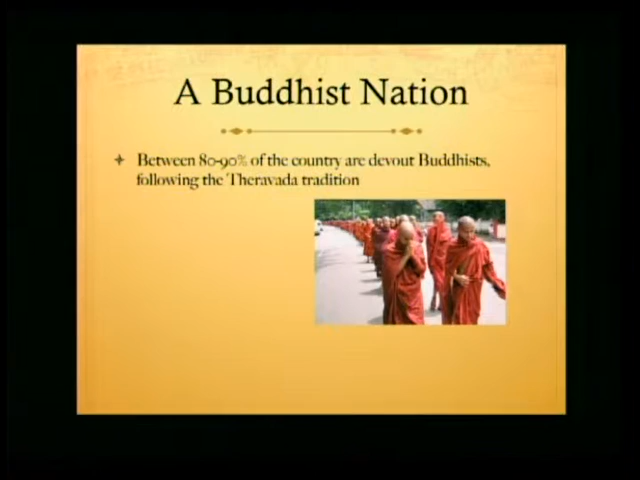 A Buddhist Nation
Between 80-90% of the country are devout Buddhists,
following the Theravada tradition